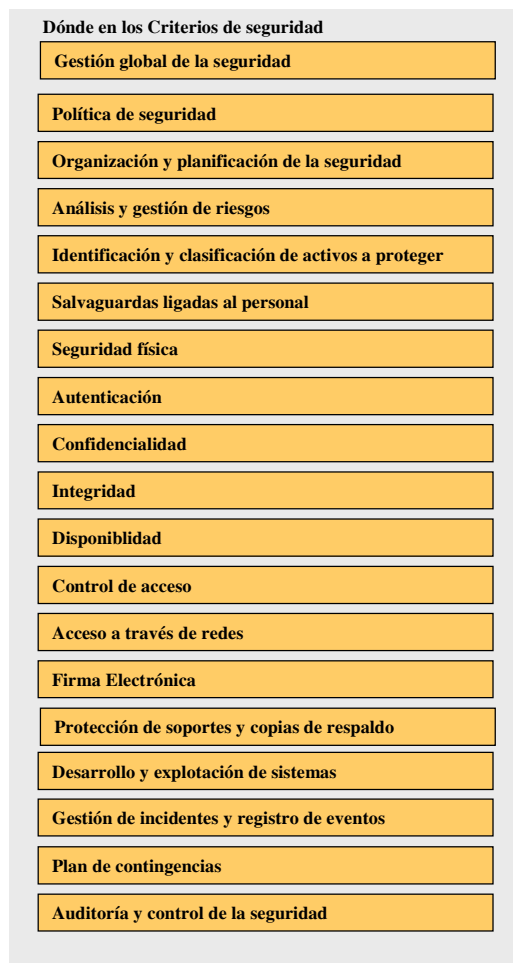 Dónde en los Criterios de seguridad
Gestión global de la seguridad
Política de seguridad
Organización y planificación de la seguridad
Análisis y gestión de riesgos
Identificación y clasificación de activos a proteger
Salvaguardas ligadas al personal
Seguridad física
Autenticación
Confidencialidad
Integridad
Disponiblidad
Control de acceso
Acceso a través de redes
Firma Electrónica
Protección de soportes y copias de respaldo
Desarrollo y explotación de sistemas
Gestión de incidentes y registro de eventos
Plan de contingencias
Auditoría y control de la seguridad